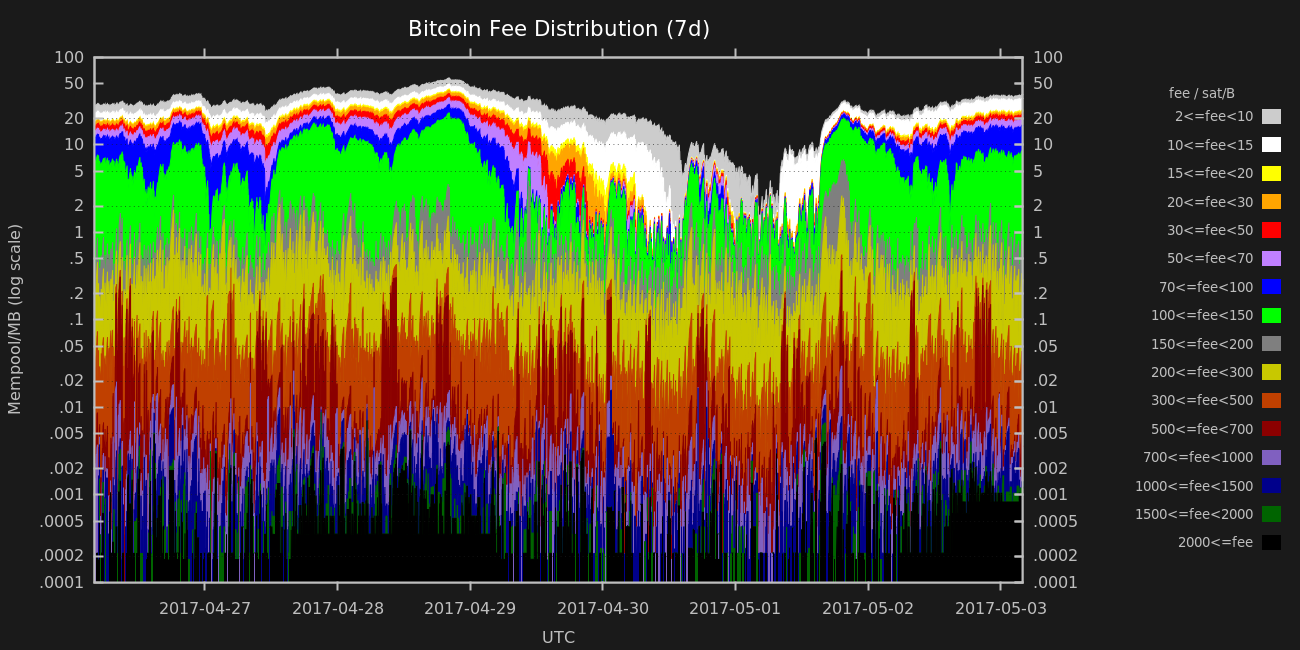 Bitcoin Fee Distribution (7d)
Mempool/MB (log scale)
100
50
20
10
5
2
1
.5
.2
.1
.05
.02
.01
.005
.002
.001
.0005
.0002
.0001
100
50
20
10
5
2
1
.5
.2
.1
.05
.02
.01
.005
.002
.001
.0005
.0002
.0001
2017-04-27 2017-04-28 2017-04-29 2017-04-30 2017-05-01 2017-05-02 2017-05-03
UTC
fee / sat/B
2<=fee<10
10<=fee<15
15<=fee<20
20<=fee<30
30<=fee<50
50<=fee<70
70<=fee<100
100<=fee<150
150<=fee<200
200<=fee<300
300<=fee<500
500<=fee<700
700<=fee<1000
1000<=fee<1500
1500<=fee<2000
2000<=fee